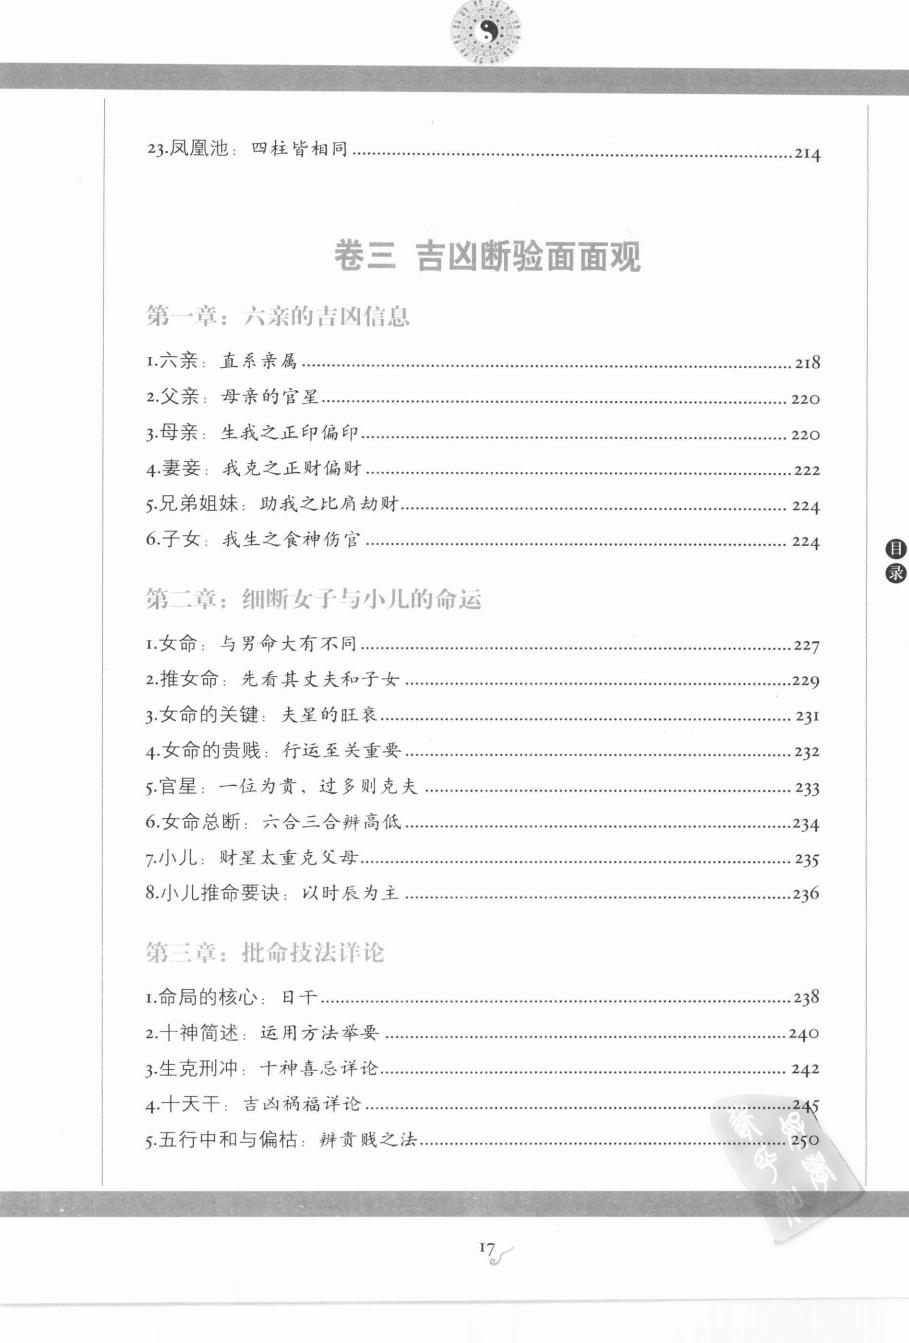 23.凤凰池：四柱皆相同 214
卷三 吉凶断验面面观
第一章：六亲的吉凶信息
1.六亲：直系亲属 218
2.父亲：母亲的官星 220
3.母亲：生我之正印偏印 220
4.妻妾：我克之正财偏财 222
5.兄弟姐妹：助我之比肩劫财 224
6.子女：我生之食神伤官 224
目录
第二章：细断女子与小儿的命运
1.女命：与男命大有不同 227
2.推女命：先看其丈夫和子女 229
3.女命的关键：夫星的旺衰 231
4.女命的贵贱：行运至关重要 232
5.官星：一位为贵，过多则克夫 233
6.女命总断：六合三合辨高低 234
7.小儿：财星太重克父母 235
8.小儿推命要诀：以时辰为主 236
第三章：批命技法详论
1.命局的核心：日干 238
2.十神简述：运用方法举要 240
3.生克刑冲：十神喜忌详论 242
4.十天干：吉凶祸福详论 245
5.五行中和与偏枯：辨贵贱之法 250
17